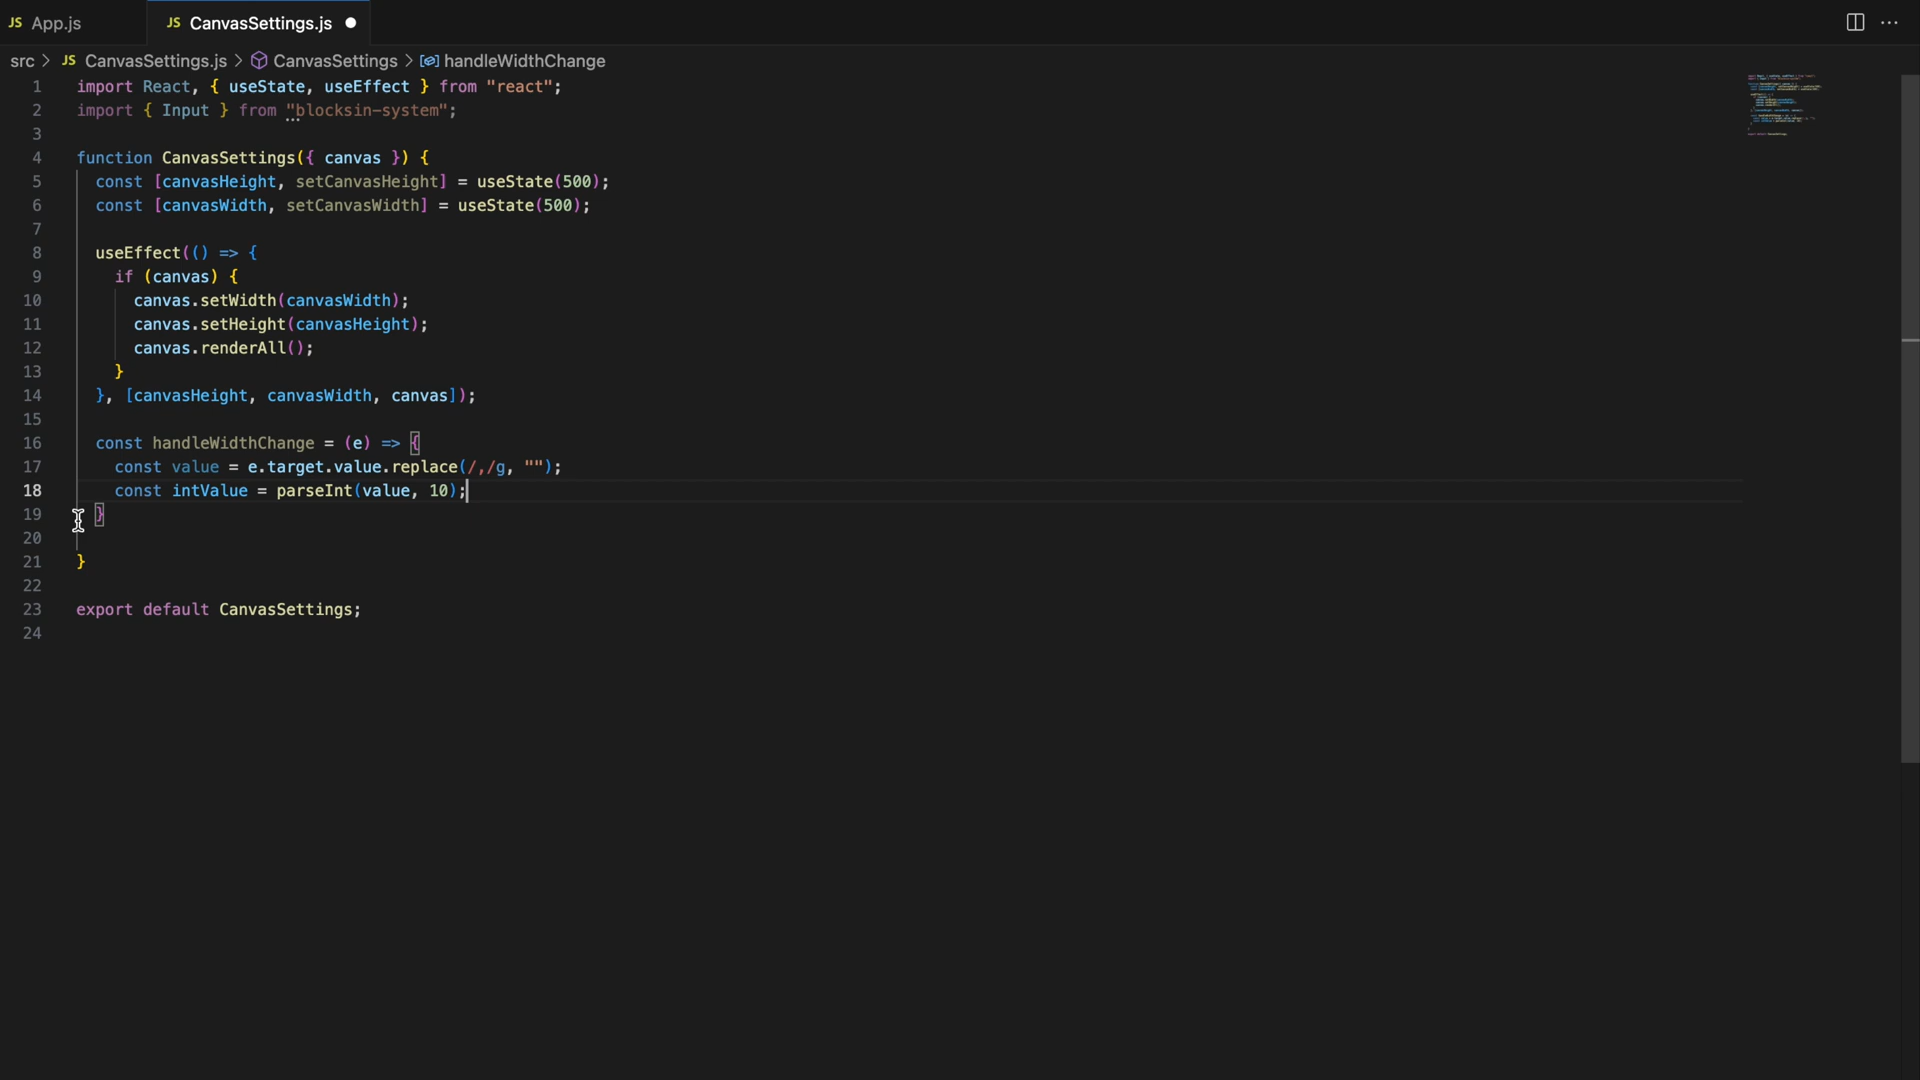 JS App.js
JS CanvasSettings.js
src > JS CanvasSettings.js > CanvasSettings > handleWidthChange
1 import React, { useState, useEffect } from "react";
2 import { Input } from "blocksin-system";
3
4 function CanvasSettings({ canvas }) {
5 const [canvasHeight, setCanvasHeight] = useState(500);
6 const [canvasWidth, setCanvasWidth] = useState(500);
7
8 useEffect(() => {
9 if (canvas) {
10 canvas.setWidth(canvasWidth);
11 canvas.setHeight(canvasHeight);
12 canvas.renderAll();
13 }
14 }, [canvasHeight, canvasWidth, canvas]);
15
16 const handleWidthChange = (e) => {
17 const value = e.target.value.replace(/,/g, "");
18 const intValue = parseInt(value, 10);
19 }
20
21 }
22
23 export default CanvasSettings;
24